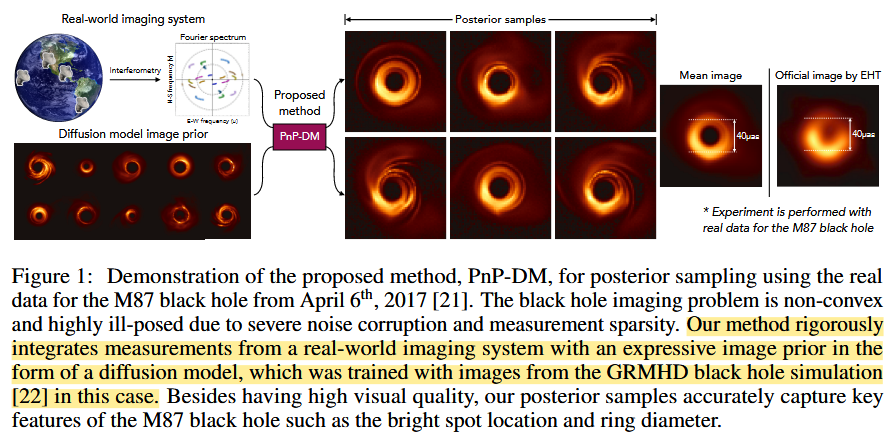 Real-world imaging system
Fourier spectrum
Interferometry
N-S frequency (v)
E-W frequency (u)
Diffusion model image prior
Proposed
method
PnP-DM
Posterior samples
Mean image
40μas
Official image by EHT
40μas
* Experiment is performed with
real data for the M87 black hole
Figure 1: Demonstration of the proposed method, PnP-DM, for posterior sampling using the real
data for the M87 black hole from April 6th, 2017 [21]. The black hole imaging problem is non-convex
and highly ill-posed due to severe noise corruption and measurement sparsity. Our method rigorously
integrates measurements from a real-world imaging system with an expressive image prior in the
form of a diffusion model, which was trained with images from the GRMHD black hole simulation
[22] in this case. Besides having high visual quality, our posterior samples accurately capture key
features of the M87 black hole such as the bright spot location and ring diameter.